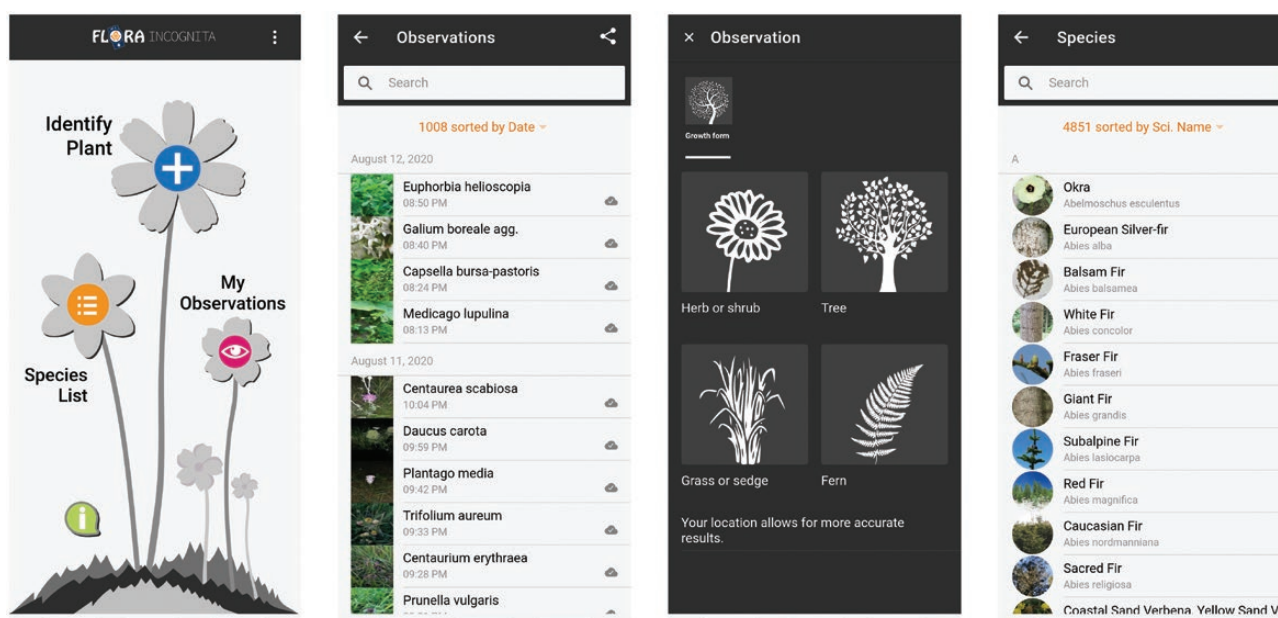 FLORA INCOGNITA
Identify
Plant
My
Observations
Species
List
i
Observations
Search
1008 sorted by Date
August 12, 2020
Euphorbia helioscopia
08:50 PM
Galium boreale agg.
08:40 PM
Capsella bursa-pastoris
08:24 PM
Medicago lupulina
08:13 PM
August 11, 2020
Centaurea scabiosa
10:04 PM
Daucus carota
09:59 PM
Plantago media
09:42 PM
Trifolium aureum
09:33 PM
Centaurium erythraea
09:28 PM
Prunella vulgaris
× Observation
Growth form
Herb or shrub
Tree
Grass or sedge
Fern
Your location allows for more accurate
results.
Species
Search
4851 sorted by Sci. Name
A
Okra
Abelmoschus esculentus
European Silver-fir
Abies alba
Balsam Fir
Abies balsamea
White Fir
Abies concolor
Fraser Fir
Abies fraseri
Giant Fir
Abies grandis
Subalpine Fir
Abies lasiocarpa
Red Fir
Abies magnifica
Caucasian Fir
Abies nordmanniana
Sacred Fir
Abies religiosa
Coastal Sand Verbena, Yellow Sand V